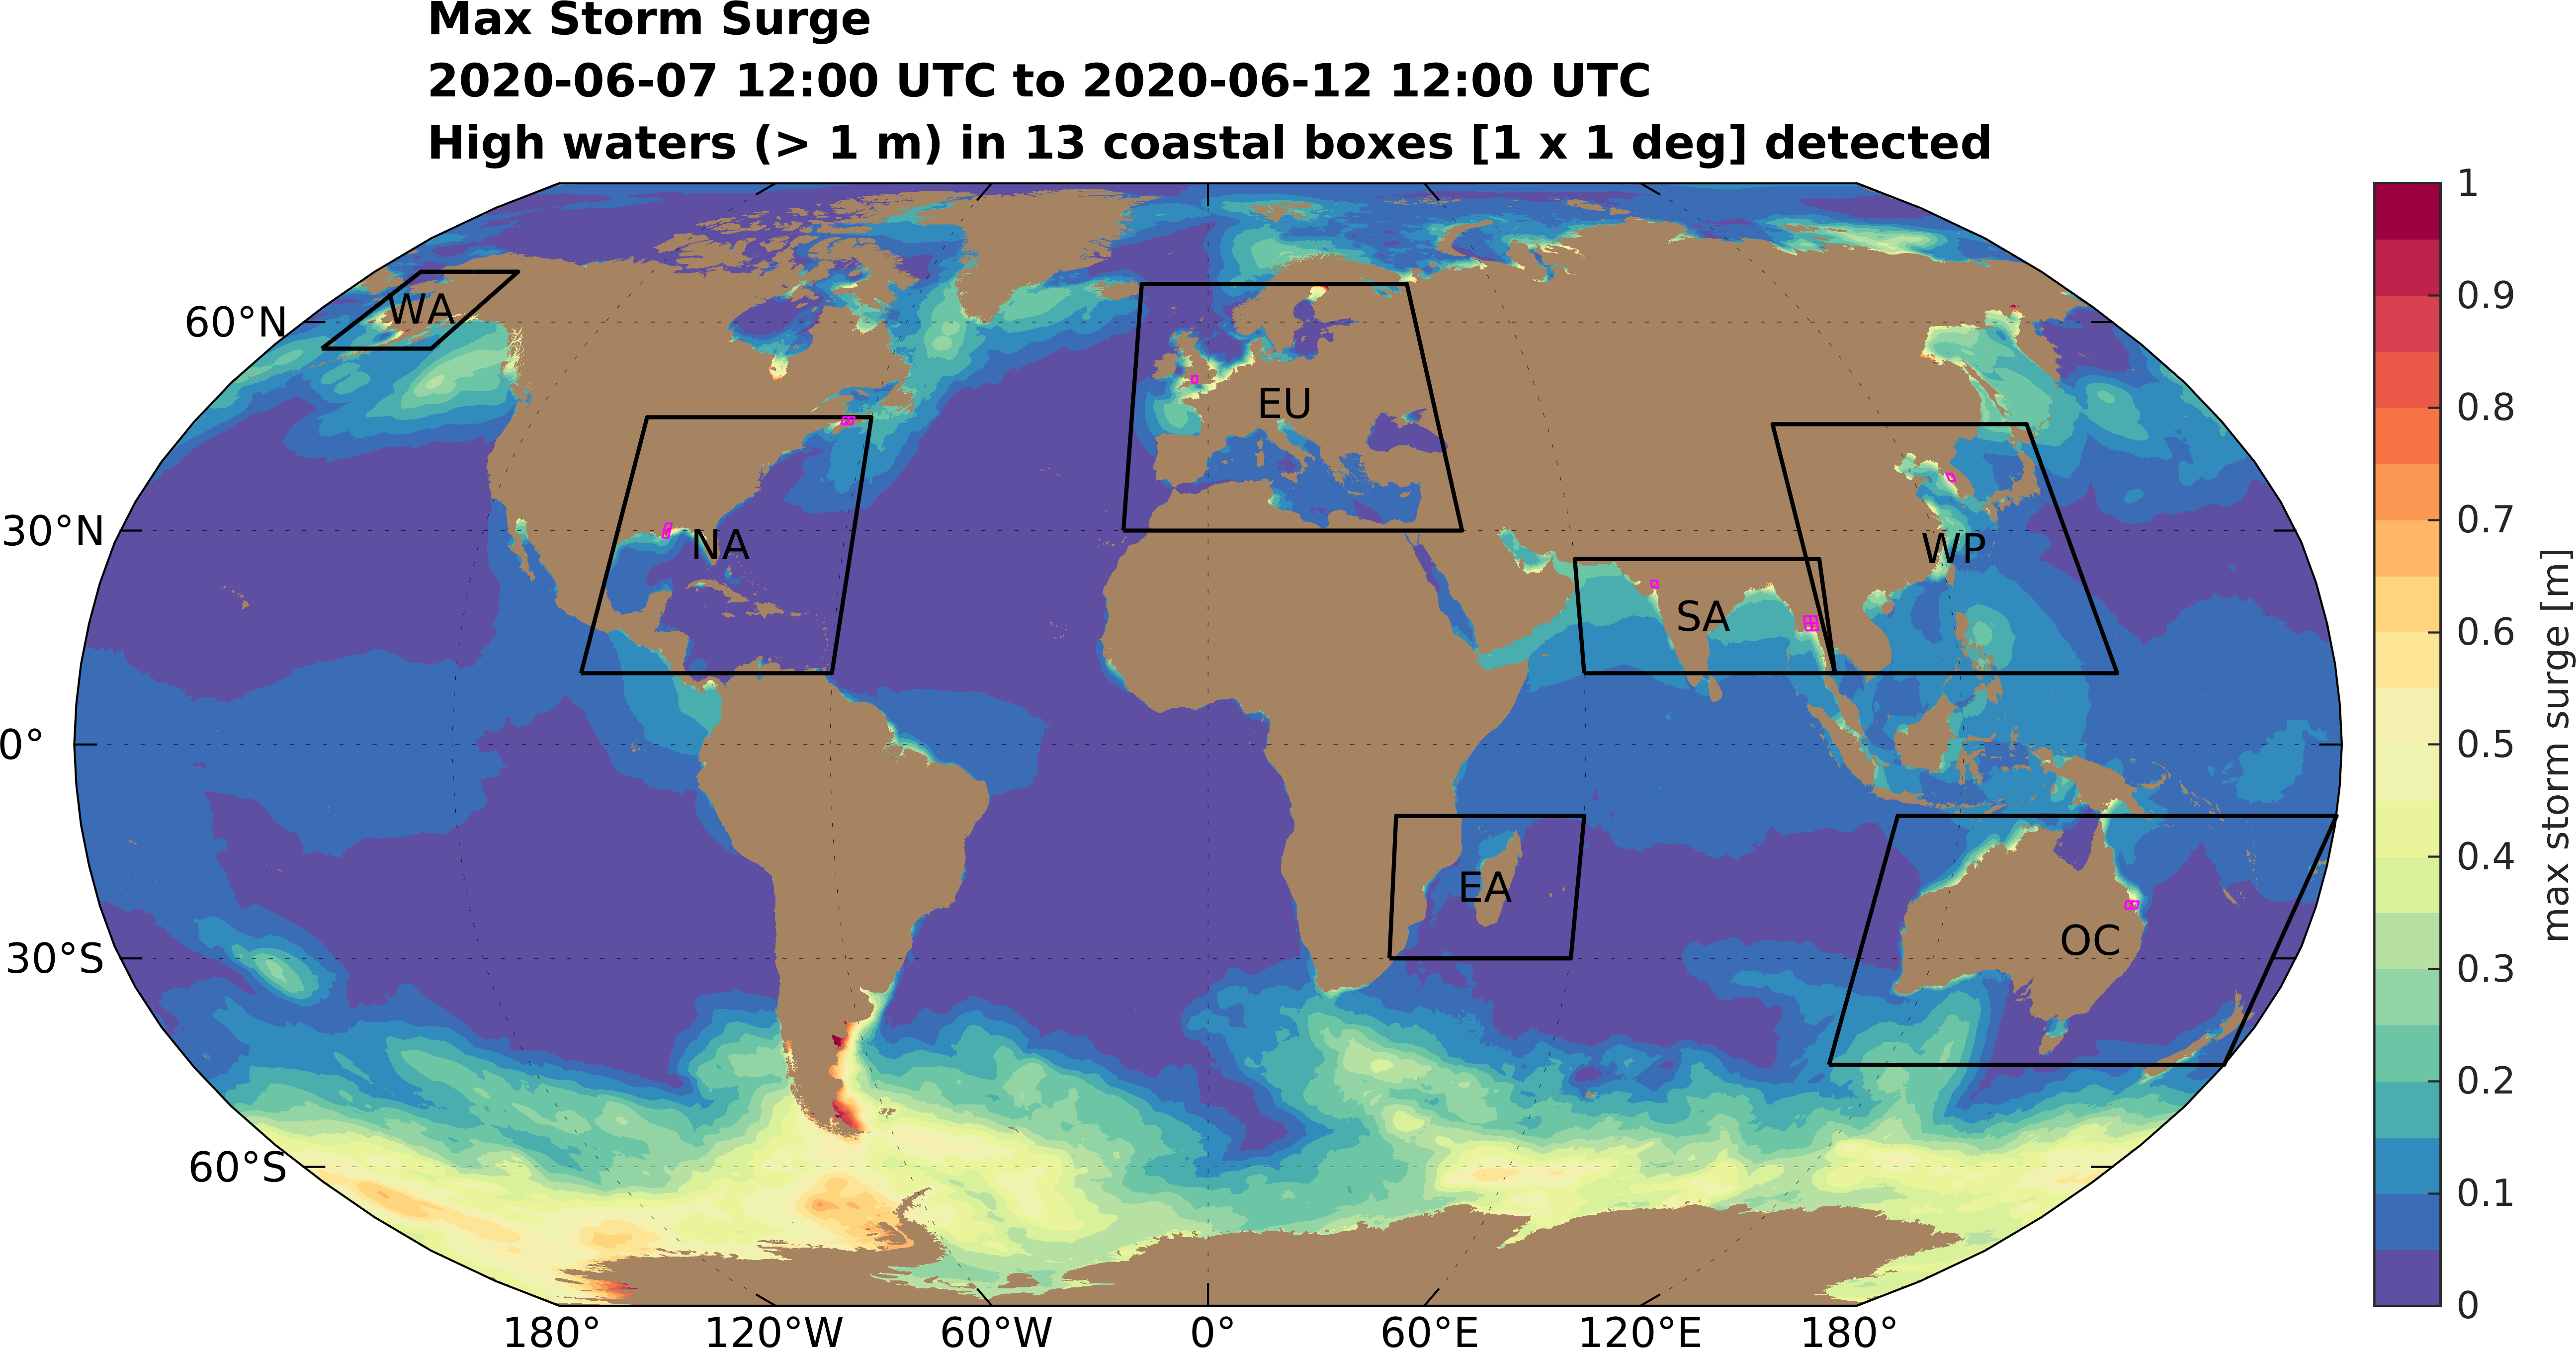 Max Storm Surge
2020-06-07 12:00 UTC to 2020-06-12 12:00 UTC
High waters (> 1 m) in 13 coastal boxes [1 x 1 deg] detected
60°N
30°N
0°
30°S
60°S
180°
120°W
60°W
0°
60°E
120°E
180°
WA
NA
EU
SA
WP
EA
OC
1
0.9
0.8
0.7
0.6
0.5
0.4
0.3
0.2
0.1
0
max storm surge [m]